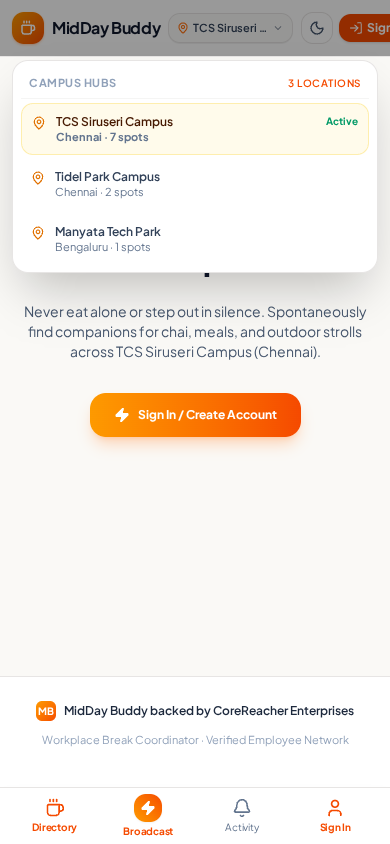 MidDay Buddy
TCS Siruseri ...
CAMPUS HUBS
3 LOCATIONS
TCS Siruseri Campus
Active
Chennai · 7 spots
Tidel Park Campus
Chennai · 2 spots
Manyata Tech Park
Bengaluru · 1 spots
Never eat alone or step out in silence. Spontaneously
find companions for chai, meals, and outdoor strolls
across TCS Siruseri Campus (Chennai).
Sign In / Create Account
MB MidDay Buddy backed by CoreReacher Enterprises
Workplace Break Coordinator · Verified Employee Network
Directory
Broadcast
Activity
Sign In